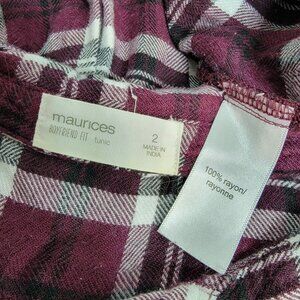 maurices
BOYFRIEND FIT tunic
2
MADE IN
INDIA
100% rayon/
rayonne